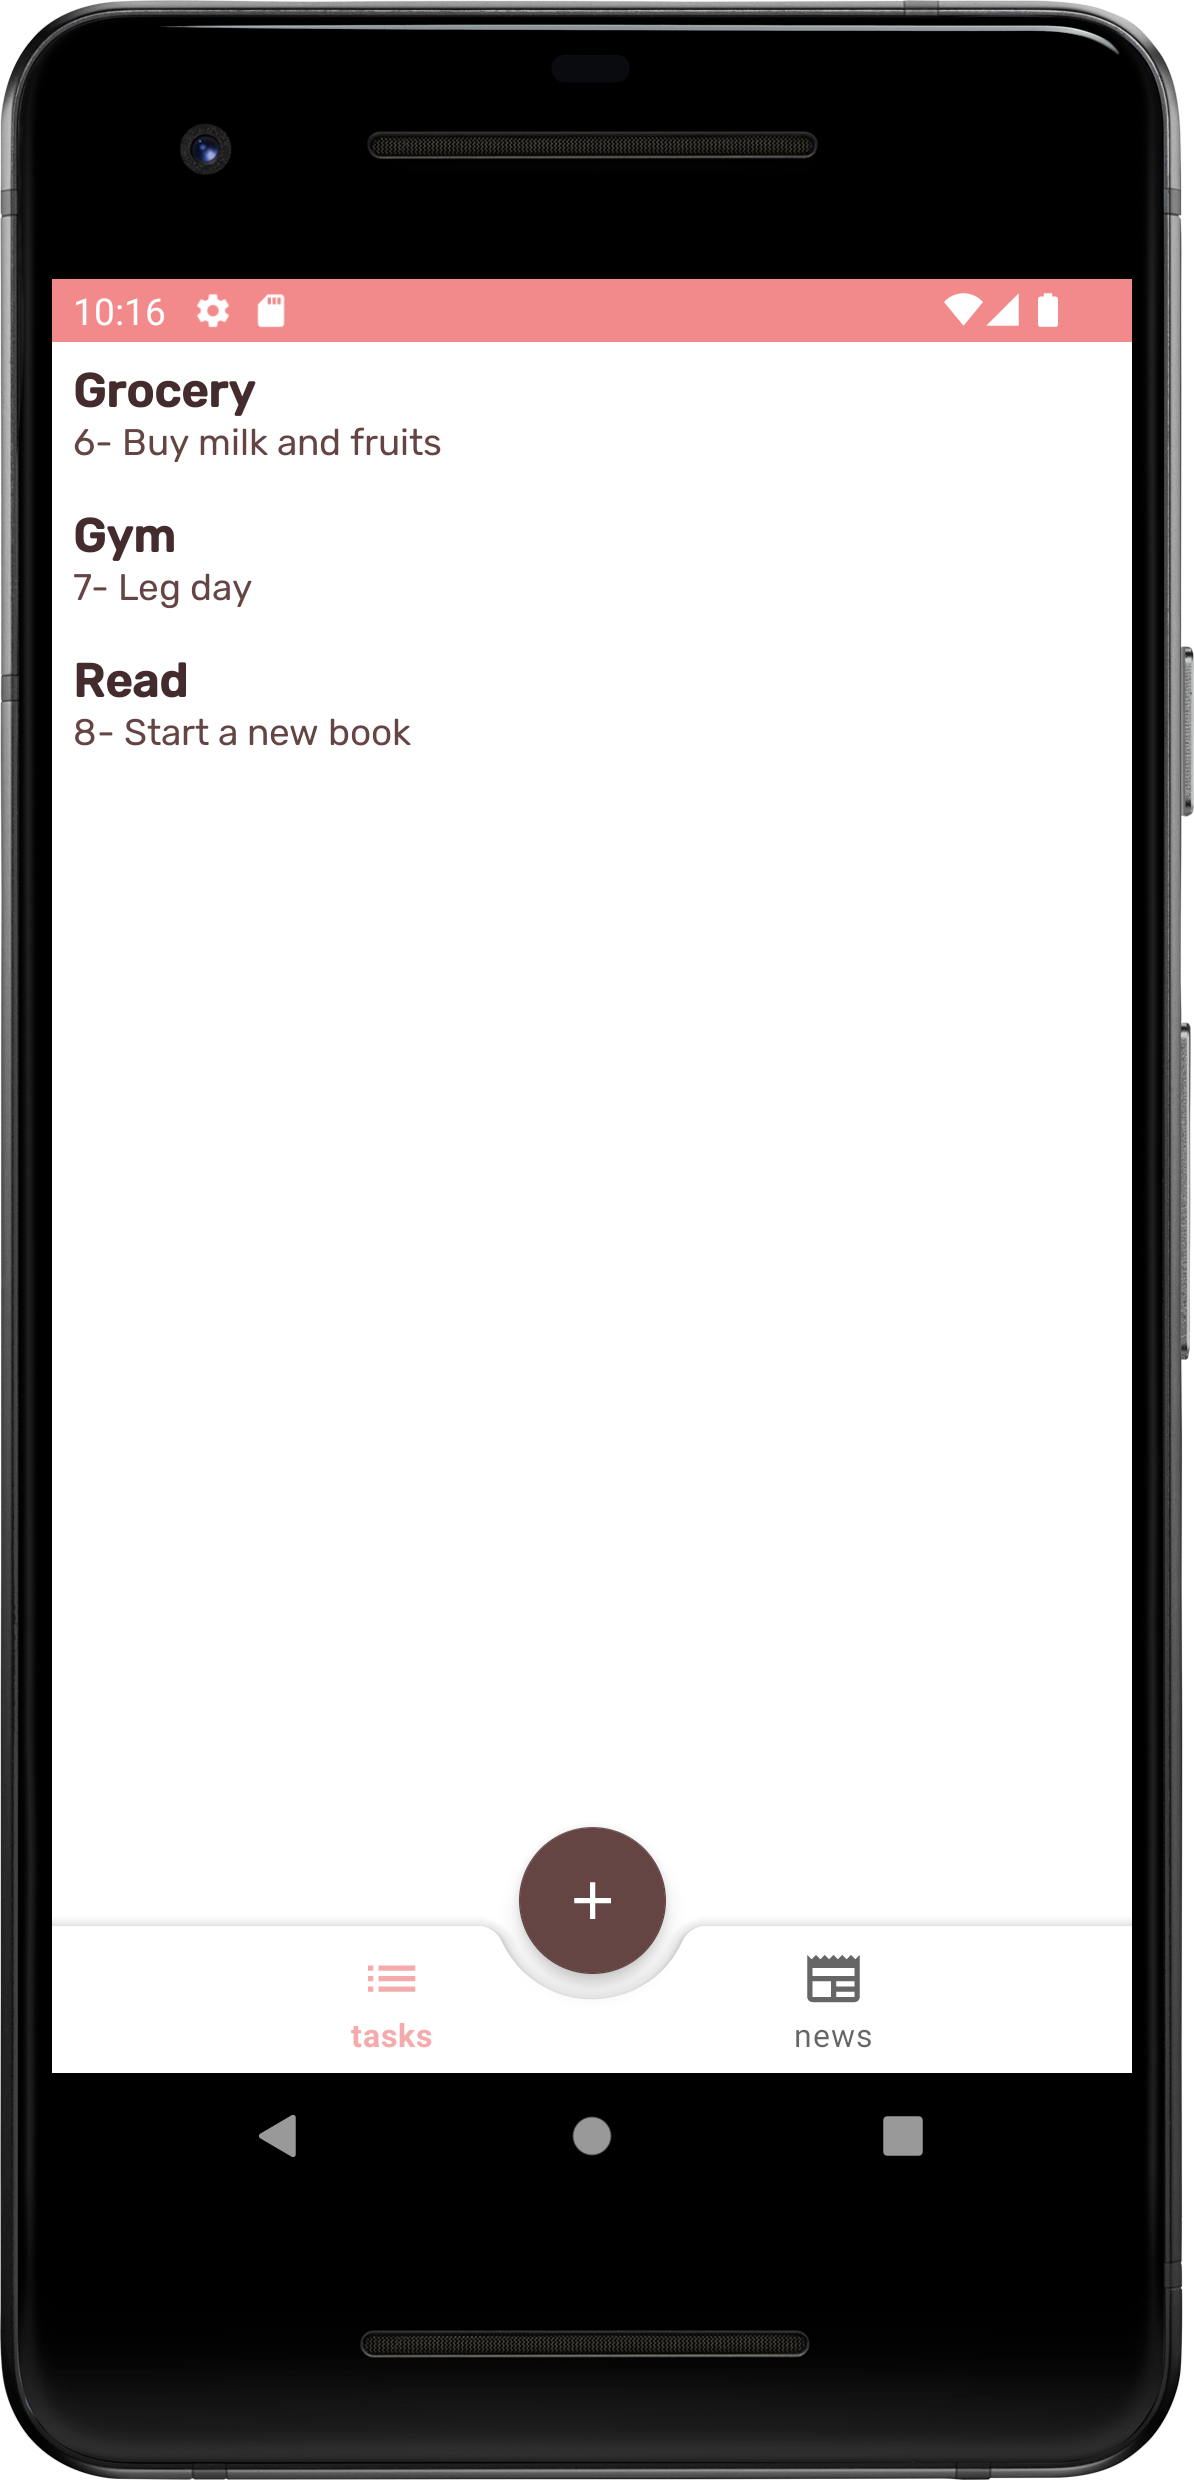 10:16
Grocery
6- Buy milk and fruits
Gym
7- Leg day
Read
8- Start a new book
tasks
news